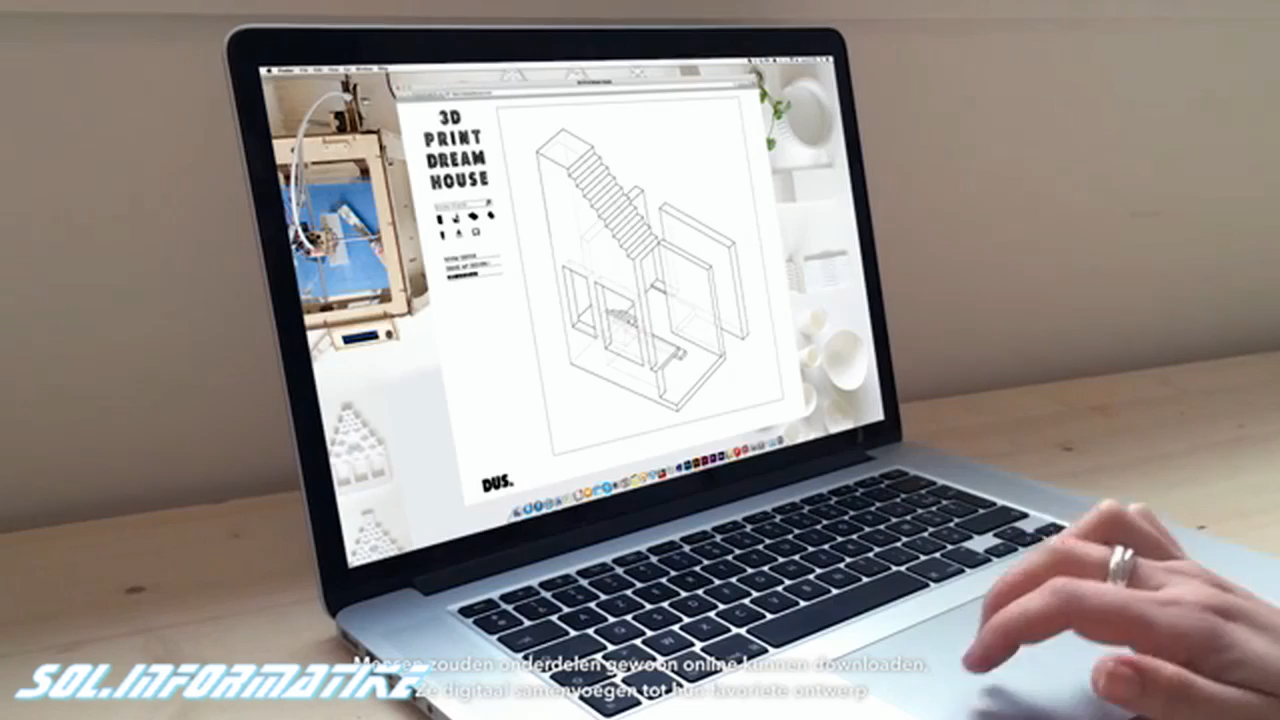 3D
PRINT
DREAM
HOUSE
DUS.
Mensen zouden onderdelen gewoon online kunnen downloaden.
Ze digitaal samenvoegen tot hun favoriete ontwerp
SOL.INFORMATIKE